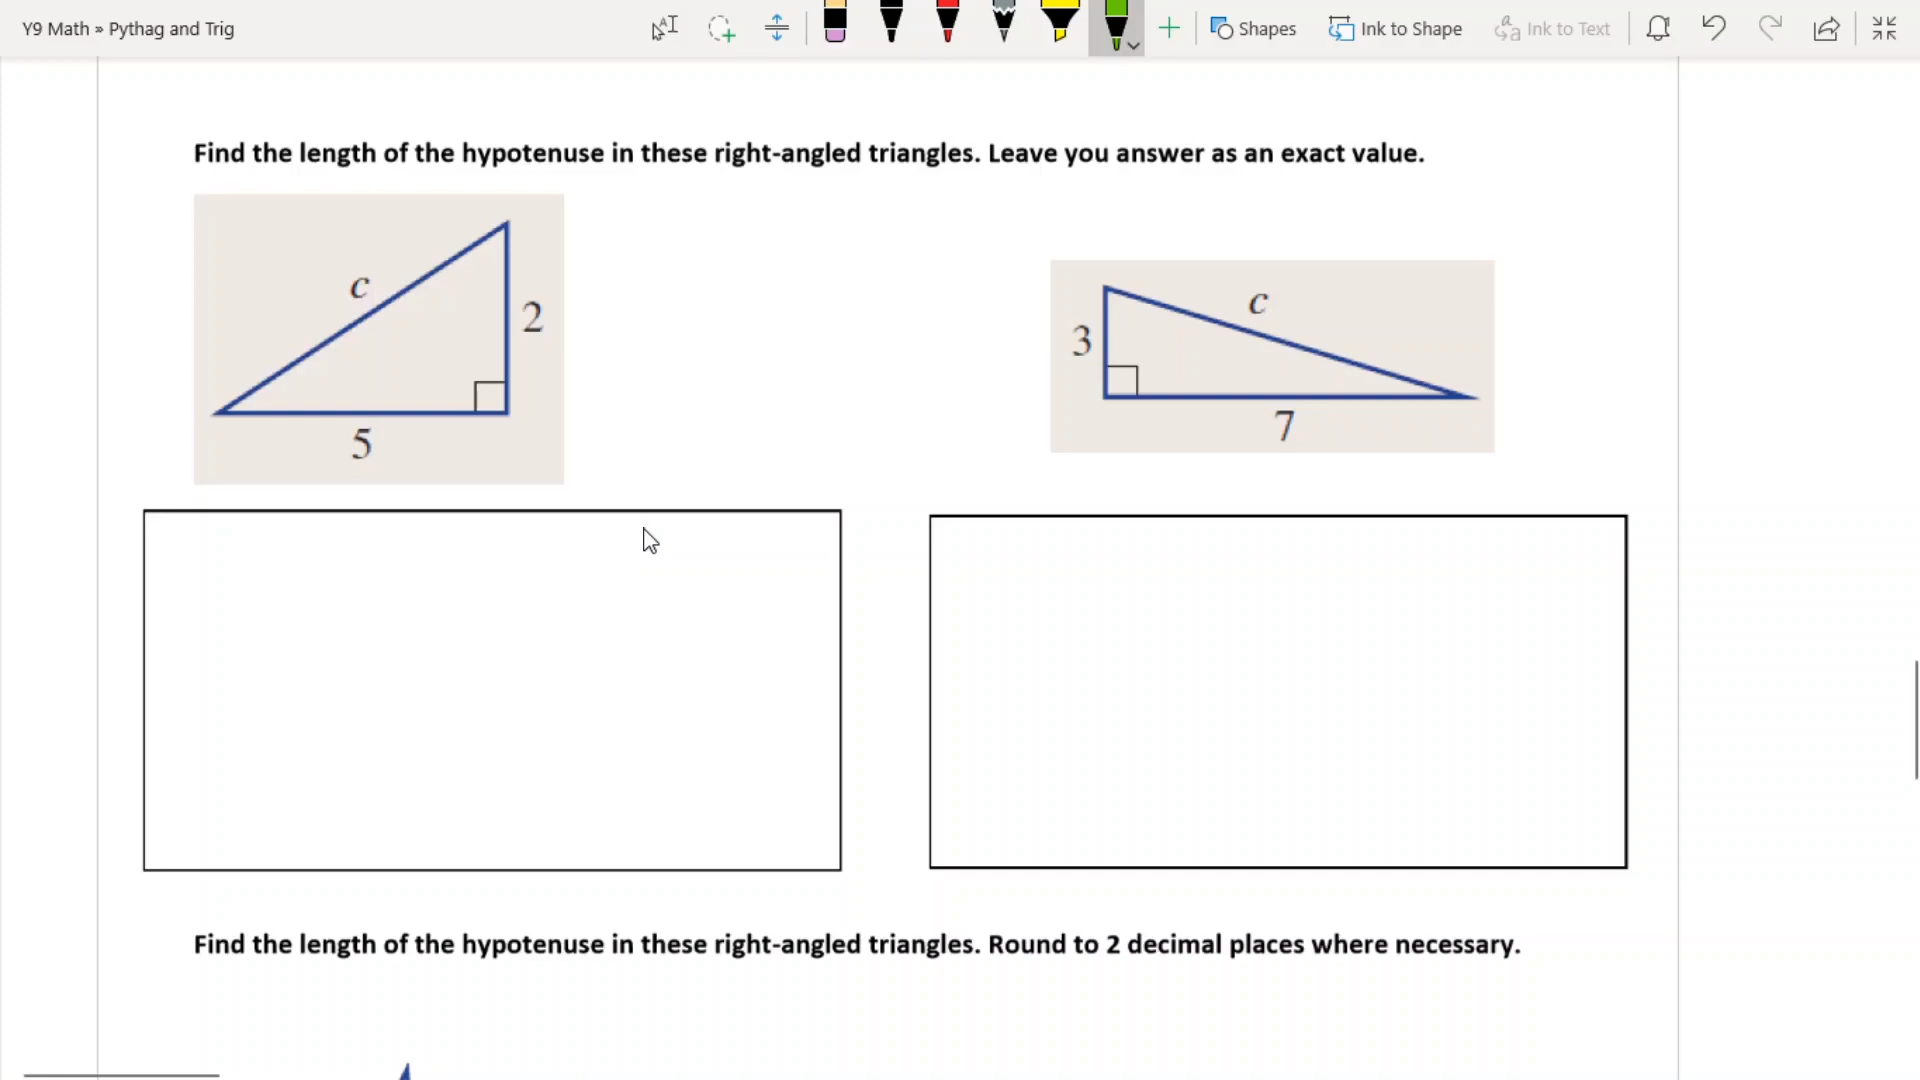 Y9 Math » Pythag and Trig
Shapes
Ink to Shape
Ink to Text
Find the length of the hypotenuse in these right-angled triangles. Leave you answer as an exact value.
c
2
5
c
3
7
Find the length of the hypotenuse in these right-angled triangles. Round to 2 decimal places where necessary.